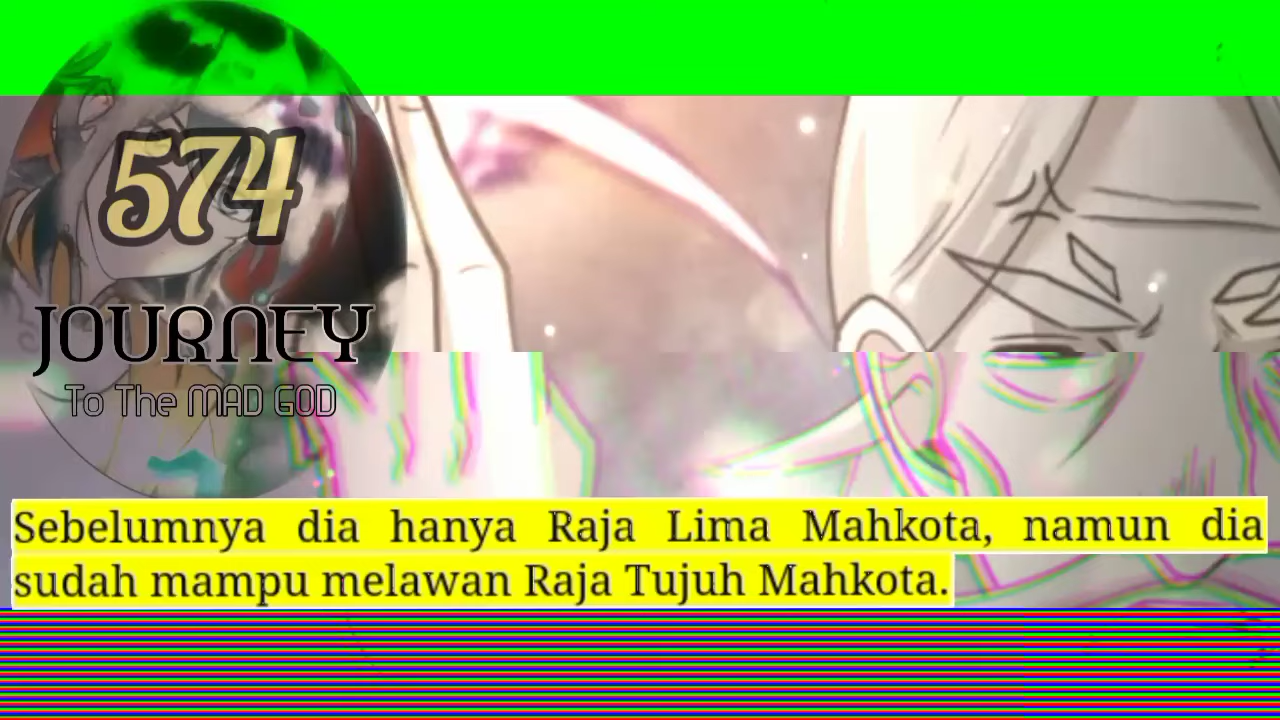 574
JOURNEY
To The MAD GOD
Sebelumnya dia hanya Raja Lima Mahkota, namun dia
sudah mampu melawan Raja Tujuh Mahkota.